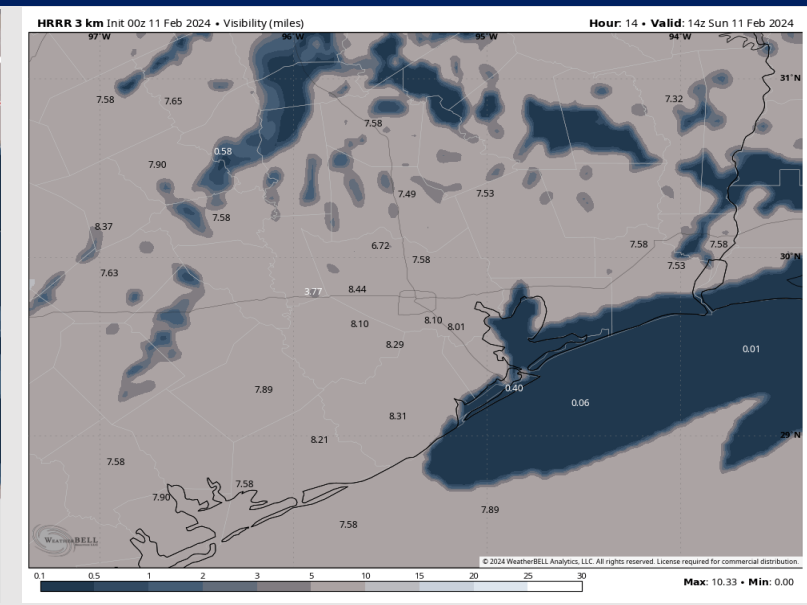 HRRR 3 km Init 00z 11 Feb 2024 • Visibility (miles)
Hour: 14 • Valid: 14z Sun 11 Feb 2024
97°W 96°W 95°W 94°W
31°N
7.58 7.65 7.32
7.58
0.58
7.90
7.49 7.53
7.58
8.37
6.72 7.58 7.58
7.58 7.53
30°N
7.63
3.77 8.44
8.10 8.10 8.01
8.29
0.01
7.89 0.40
0.06
8.31
8.21
29°N
7.58
7.90 7.58
7.89
7.58
WEATHERBELL
© 2024 WeatherBELL Analytics, LLC. All rights reserved. License required for commercial distribution.
0.1 0.5 1 2 3 5 10 15 20 25 30
Max: 10.33 • Min: 0.00